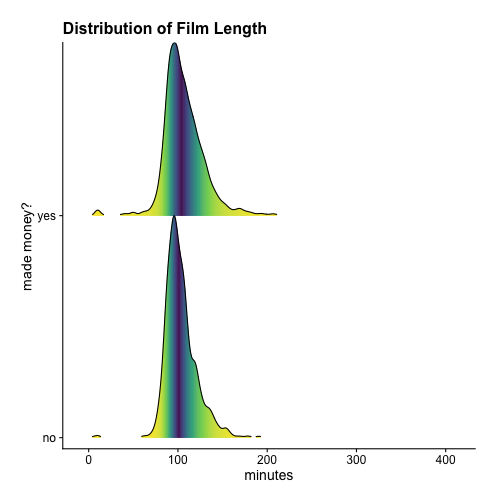 Distribution of Film Length
made money?
yes
no
0 100 200 300 400
minutes